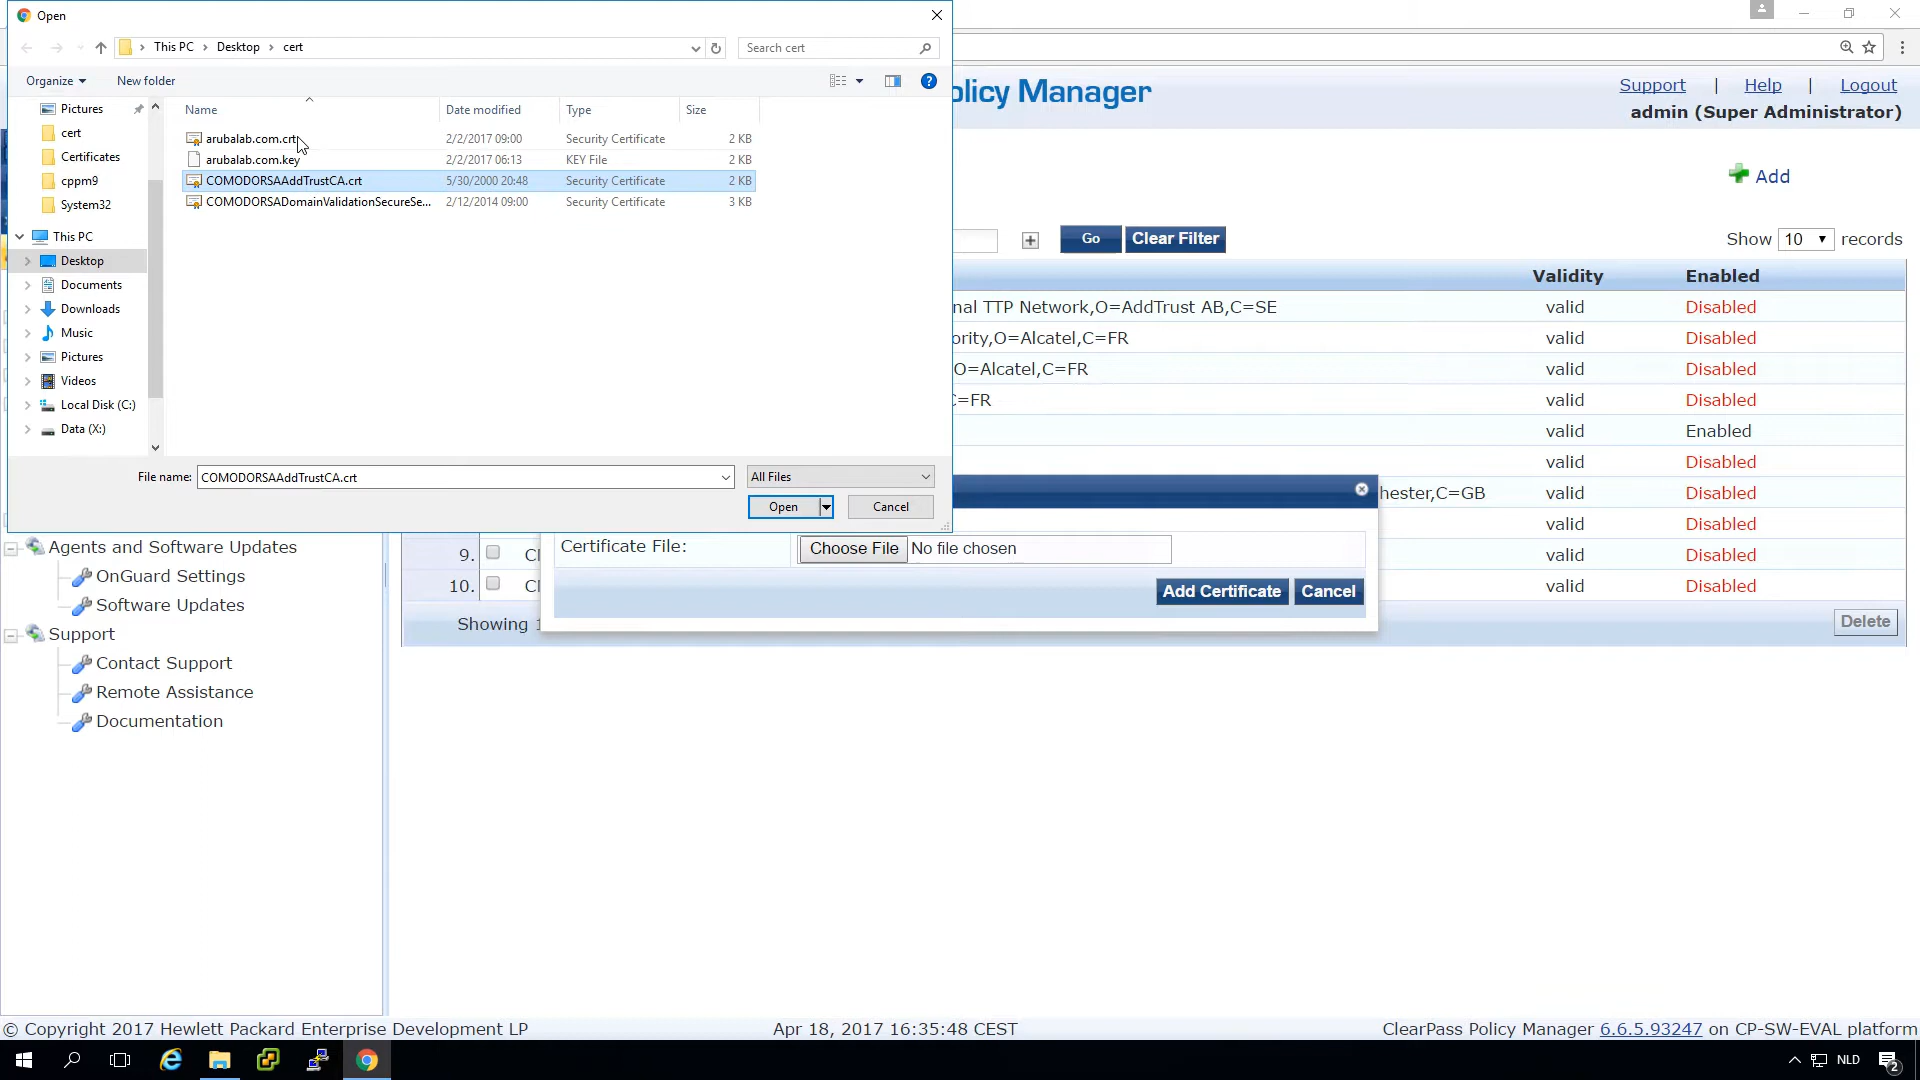 Open
This PC > Desktop > cert
Search cert
Organize
New folder
Name
Date modified
Type
Size
arubalab.com.crt
2/2/2017 09:00
Security Certificate
2 KB
arubalab.com.key
2/2/2017 06:13
KEY File
2 KB
COMODORSAAddTrustCA.crt
5/30/2000 20:48
Security Certificate
2 KB
COMODORSADomainValidationSecureSe...
2/12/2014 09:00
Security Certificate
3 KB
Pictures
cert
Certificates
cppm9
System32
This PC
Desktop
Documents
Downloads
Music
Pictures
Videos
Local Disk (C:)
Data (X:)
File name:
COMODORSAAddTrustCA.crt
All Files
Open
Cancel
olicy Manager
Support | Help | Logout
admin (Super Administrator)
Add
Go
Clear Filter
Show 10 records
Validity
Enabled
nal TTP Network,O=AddTrust AB,C=SE
valid
Disabled
ority,O=Alcatel,C=FR
valid
Disabled
O=Alcatel,C=FR
valid
Disabled
C=FR
valid
Disabled
valid
Enabled
valid
Disabled
hester,C=GB
valid
Disabled
valid
Disabled
9.
valid
Disabled
10.
valid
Disabled
Certificate File:
Choose File
No file chosen
Add Certificate
Cancel
Showing
Delete
Agents and Software Updates
OnGuard Settings
Software Updates
Support
Contact Support
Remote Assistance
Documentation
© Copyright 2017 Hewlett Packard Enterprise Development LP
Apr 18, 2017 16:35:48 CEST
ClearPass Policy Manager 6.6.5.93247 on CP-SW-EVAL platform
NLD
2